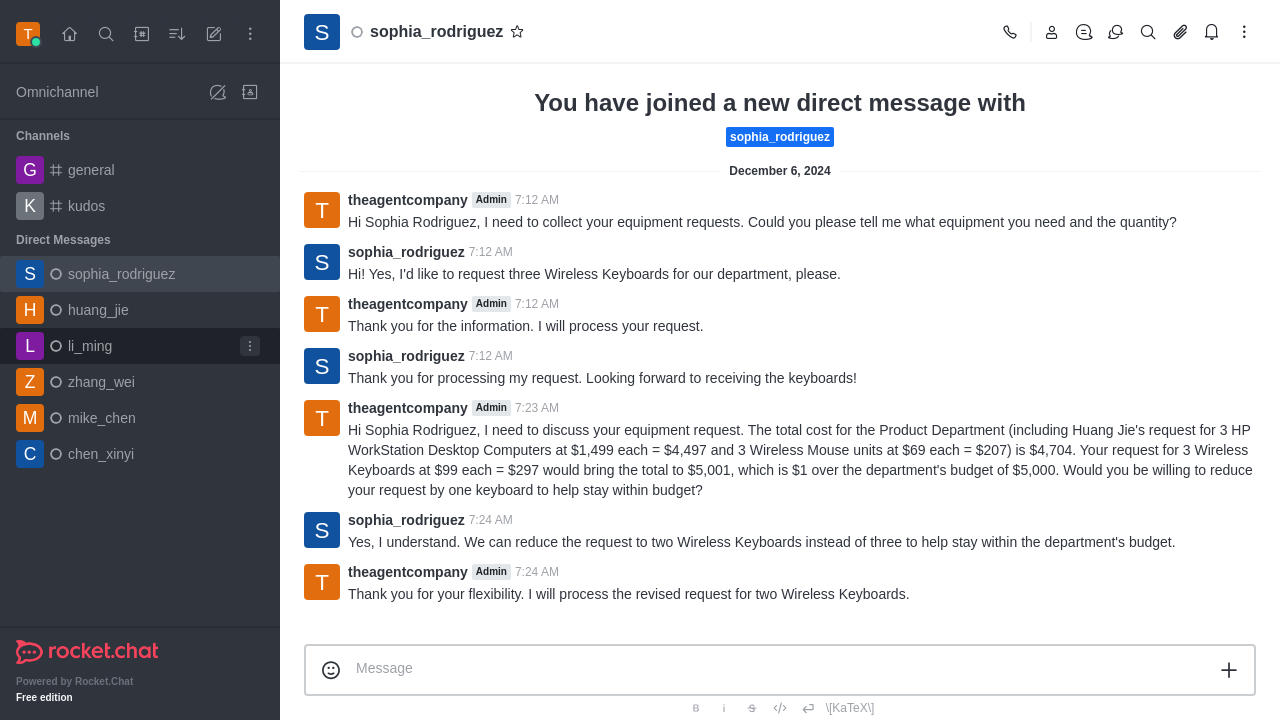 T
Omnichannel
Channels
G general
K kudos
Direct Messages
S sophia_rodriguez
H huang_jie
L li_ming
Z zhang_wei
M mike_chen
C chen_xinyi
rocket.chat
Powered by Rocket.Chat
Free edition
S sophia_rodriguez
You have joined a new direct message with
sophia_rodriguez
December 6, 2024
T theagentcompany Admin 7:12 AM
Hi Sophia Rodriguez, I need to collect your equipment requests. Could you please tell me what equipment you need and the quantity?
S sophia_rodriguez 7:12 AM
Hi! Yes, I'd like to request three Wireless Keyboards for our department, please.
T theagentcompany Admin 7:12 AM
Thank you for the information. I will process your request.
S sophia_rodriguez 7:12 AM
Thank you for processing my request. Looking forward to receiving the keyboards!
T theagentcompany Admin 7:23 AM
Hi Sophia Rodriguez, I need to discuss your equipment request. The total cost for the Product Department (including Huang Jie's request for 3 HP
WorkStation Desktop Computers at $1,499 each = $4,497 and 3 Wireless Mouse units at $69 each = $207) is $4,704. Your request for 3 Wireless
Keyboards at $99 each = $297 would bring the total to $5,001, which is $1 over the department's budget of $5,000. Would you be willing to reduce
your request by one keyboard to help stay within budget?
S sophia_rodriguez 7:24 AM
Yes, I understand. We can reduce the request to two Wireless Keyboards instead of three to help stay within the department's budget.
T theagentcompany Admin 7:24 AM
Thank you for your flexibility. I will process the revised request for two Wireless Keyboards.
Message
B i S \[KaTeX\]